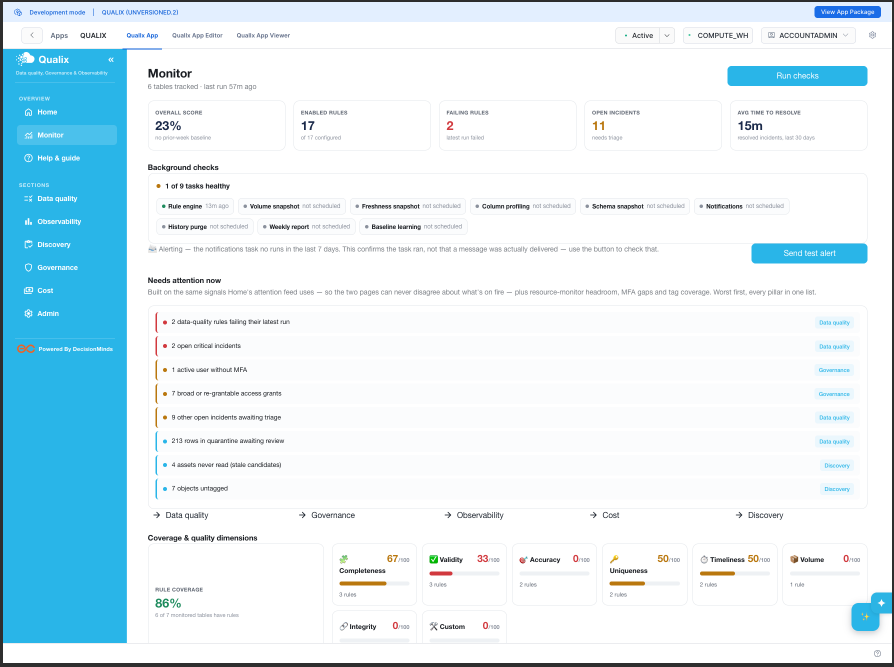 Development mode | QUALIX (UNVERSIONED.2)
View App Package
Apps QUALIX
Qualix App
Qualix App Editor
Qualix App Viewer
Active
COMPUTE_WH
ACCOUNTADMIN
Qualix «
Data quality, Governance & Observability
OVERVIEW
Home
Monitor
Help & guide
SECTIONS
Data quality
Observability
Discovery
Governance
Cost
Admin
Powered By DecisionMinds
Monitor
6 tables tracked · last run 57m ago
Run checks
OVERALL SCORE
23%
no prior-week baseline
ENABLED RULES
17
of 17 configured
FAILING RULES
2
latest run failed
OPEN INCIDENTS
11
needs triage
AVG TIME TO RESOLVE
15m
resolved incidents, last 30 days
Background checks
1 of 9 tasks healthy
Rule engine 13m ago
Volume snapshot not scheduled
Freshness snapshot not scheduled
Column profiling not scheduled
Schema snapshot not scheduled
Notifications not scheduled
History purge not scheduled
Weekly report not scheduled
Baseline learning not scheduled
Alerting — the notifications task no runs in the last 7 days. This confirms the task ran, not that a message was actually delivered — use the button to check that.
Send test alert
Needs attention now
Built on the same signals Home's attention feed uses — so the two pages can never disagree about what's on fire — plus resource-monitor headroom, MFA gaps and tag coverage. Worst first, every pillar in one list.
2 data-quality rules failing their latest run Data quality
2 open critical incidents Data quality
1 active user without MFA Governance
7 broad or re-grantable access grants Governance
9 other open incidents awaiting triage Data quality
213 rows in quarantine awaiting review Data quality
4 assets never read (stale candidates) Discovery
7 objects untagged Discovery
→ Data quality
→ Governance
→ Observability
→ Cost
→ Discovery
Coverage & quality dimensions
RULE COVERAGE
86%
6 of 7 monitored tables have rules
Completeness 67/100
3 rules
Validity 33/100
3 rules
Accuracy 0/100
2 rules
Uniqueness 50/100
2 rules
Timeliness 50/100
2 rules
Volume 0/100
1 rule
Integrity 0/100
Custom 0/100